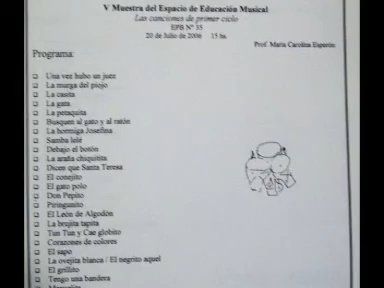 V Muestra del Espacio de Educación Musical
Las canciones de primer ciclo
EPB Nº 35
20 de Julio de 2006 15 hs
Prof. María Carolina
Programa:
Una vez hubo un juez
La murga del piojo
La casita
La gata
La petaquita
Busquen al gato y al ratón
La hormiga Josefina
Samba lelé
Debajo el botón
La araña chiquitita
Dicen que Santa Teresa
El conejito
El gato polo
Don Pepito
Piringunito
El León de Algodón
La brujita tapita
Tun Tun y Cae globito
Corazones de colores
El sapo
La ovejita blanca / El negrito aquel
El grillito
Tengo una bandera